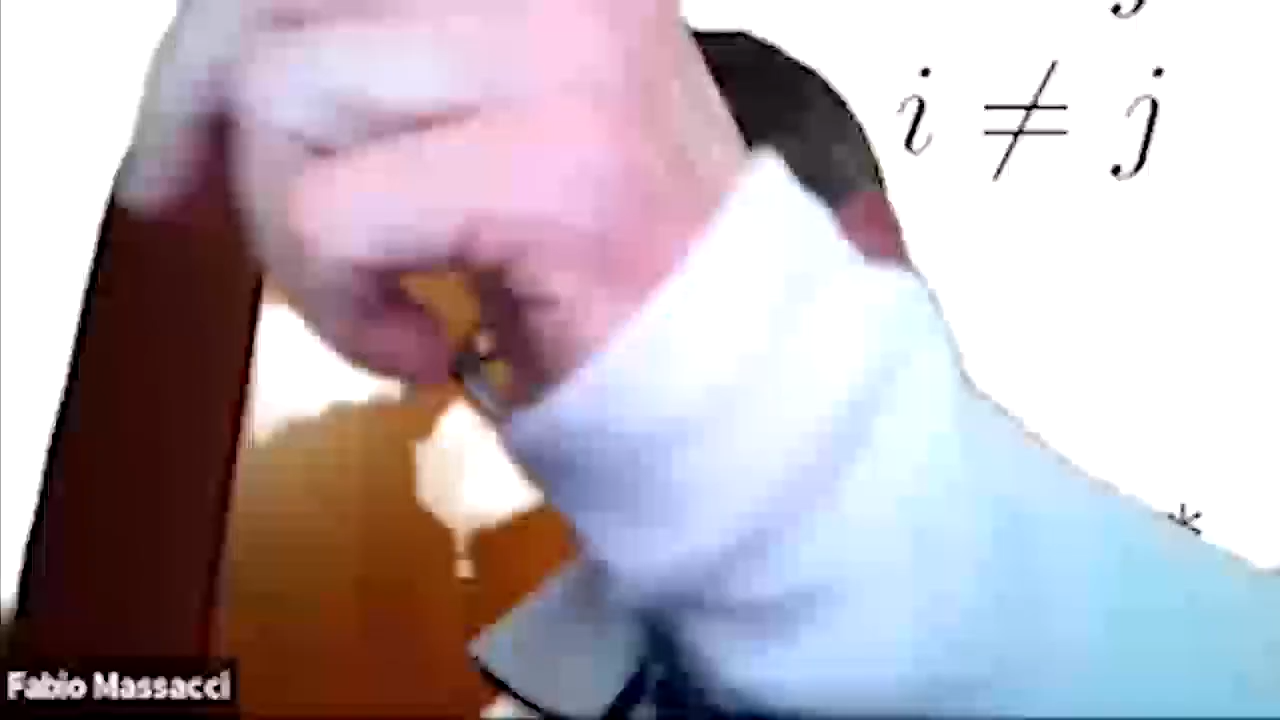 i ≠ j
*
Fabio Massacci